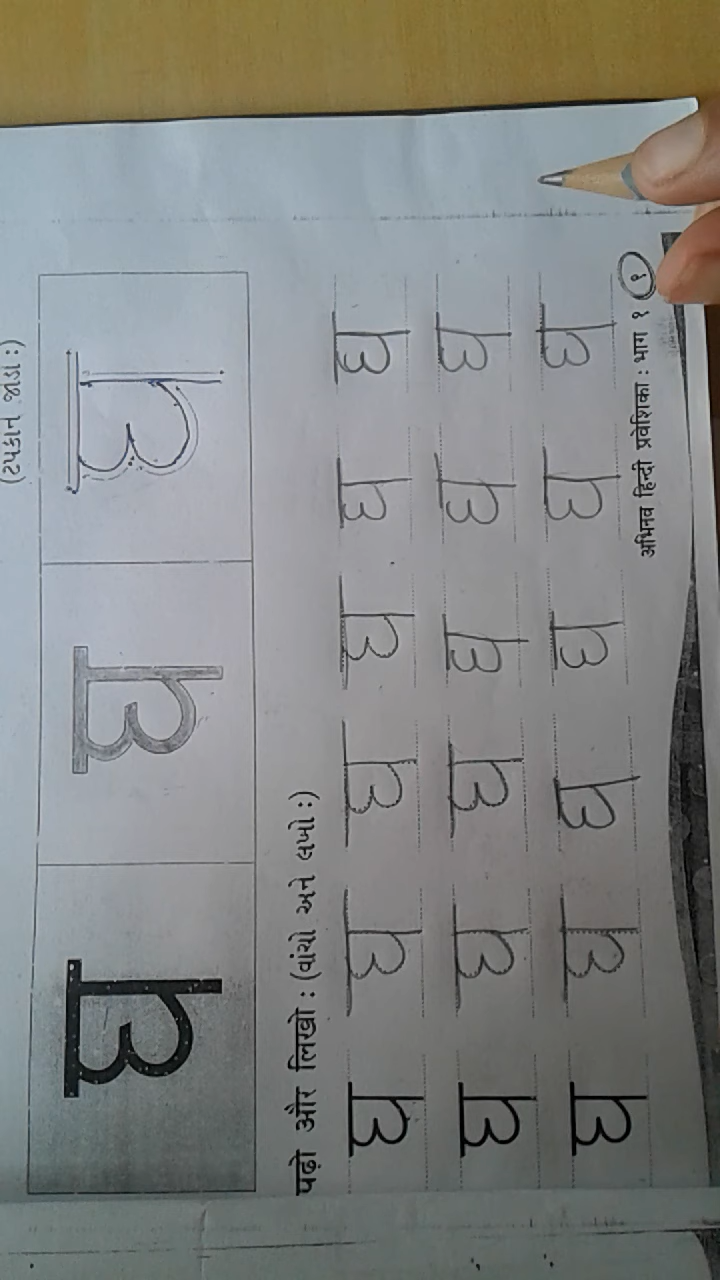 घ घ घ
पढ़ो और लिखो : (વાંચો અને લખો :)
घ घ घ घ घ घ
घ घ घ घ घ घ
घ घ घ घ घ घ
अभिनव हिन्दी प्रवेशिका : भाग १ १